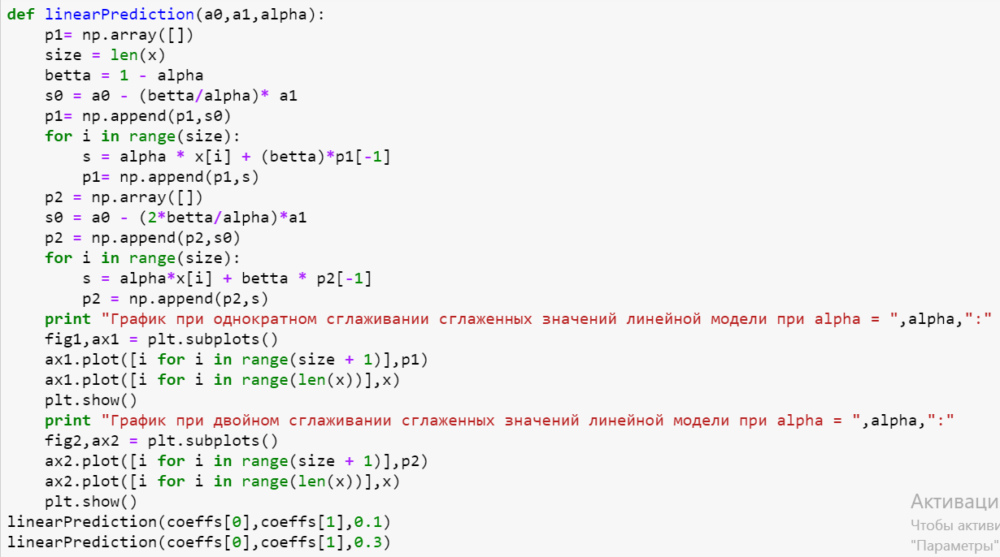 def linearPrediction(a0,a1,alpha):
    p1= np.array([])
    size = len(x)
    betta = 1 - alpha
    s0 = a0 - (betta/alpha)* a1
    p1= np.append(p1,s0)
    for i in range(size):
        s = alpha * x[i] + (betta)*p1[-1]
        p1= np.append(p1,s)
    p2 = np.array([])
    s0 = a0 - (2*betta/alpha)*a1
    p2 = np.append(p2,s0)
    for i in range(size):
        s = alpha*x[i] + betta * p2[-1]
        p2 = np.append(p2,s)
    print "График при однократном сглаживании сглаженных значений линейной модели при alpha = ",alpha,":"
    fig1,ax1 = plt.subplots()
    ax1.plot([i for i in range(size + 1)],p1)
    ax1.plot([i for i in range(len(x))],x)
    plt.show()
    print "График при двойном сглаживании сглаженных значений линейной модели при alpha = ",alpha,":"
    fig2,ax2 = plt.subplots()
    ax2.plot([i for i in range(size + 1)],p2)
    ax2.plot([i for i in range(len(x))],x)
    plt.show()
linearPrediction(coeffs[0],coeffs[1],0.1)
linearPrediction(coeffs[0],coeffs[1],0.3)
Активаци
Чтобы активи
"Параметры"